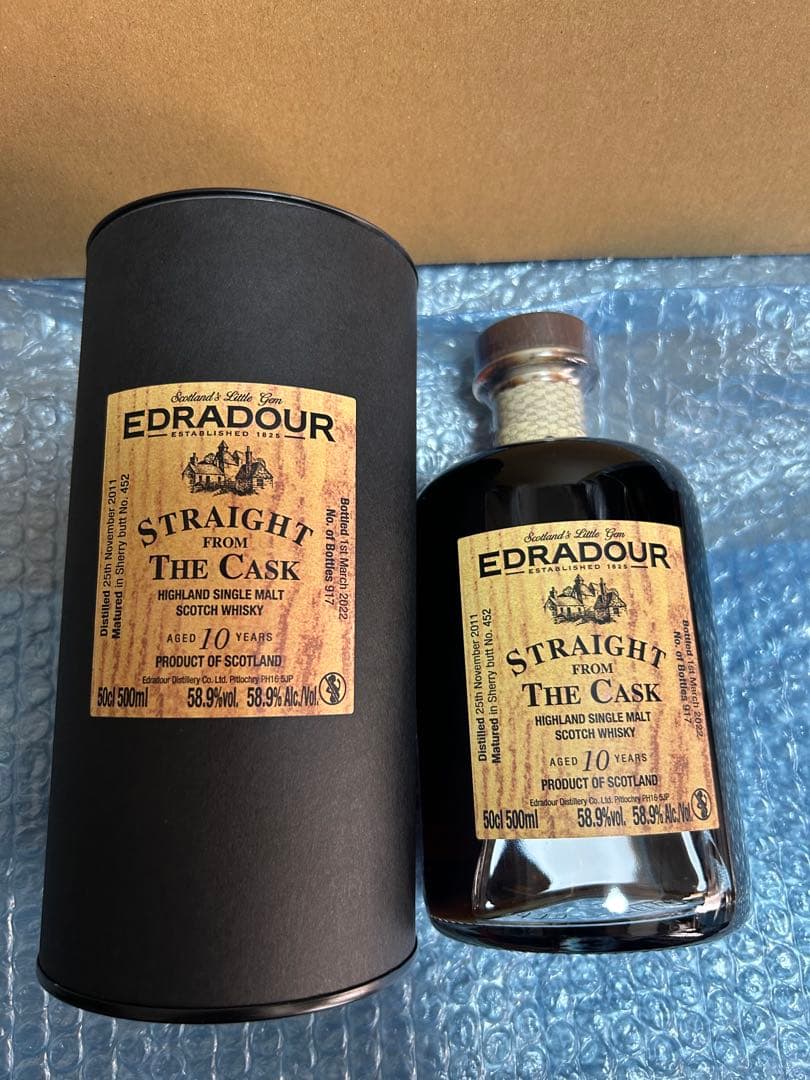 Scotland's Little Gem
EDRADOUR
ESTABLISHED 1825
Distilled 25th November 2011
Matured in Sherry butt No. 452
STRAIGHT
FROM
THE CASK
HIGHLAND SINGLE MALT
SCOTCH WHISKY
AGED 10 YEARS
PRODUCT OF SCOTLAND
Bottled 1st March 2022
No. of Bottles 917
Edradour Distillery Co. Ltd. Pitlochry PH16 5JP
50cl 500ml 58.9%vol. 58.9% Alc./Vol.
Scotland's Little Gem
EDRADOUR
ESTABLISHED 1825
Distilled 25th November 2011
Matured in Sherry butt No. 452
STRAIGHT
FROM
THE CASK
HIGHLAND SINGLE MALT
SCOTCH WHISKY
AGED 10 YEARS
PRODUCT OF SCOTLAND
Bottled 1st March 2022
No. of Bottles 917
Edradour Distillery Co. Ltd. Pitlochry PH16 5JP
50cl 500ml 58.9%vol. 58.9% Alc./Vol.